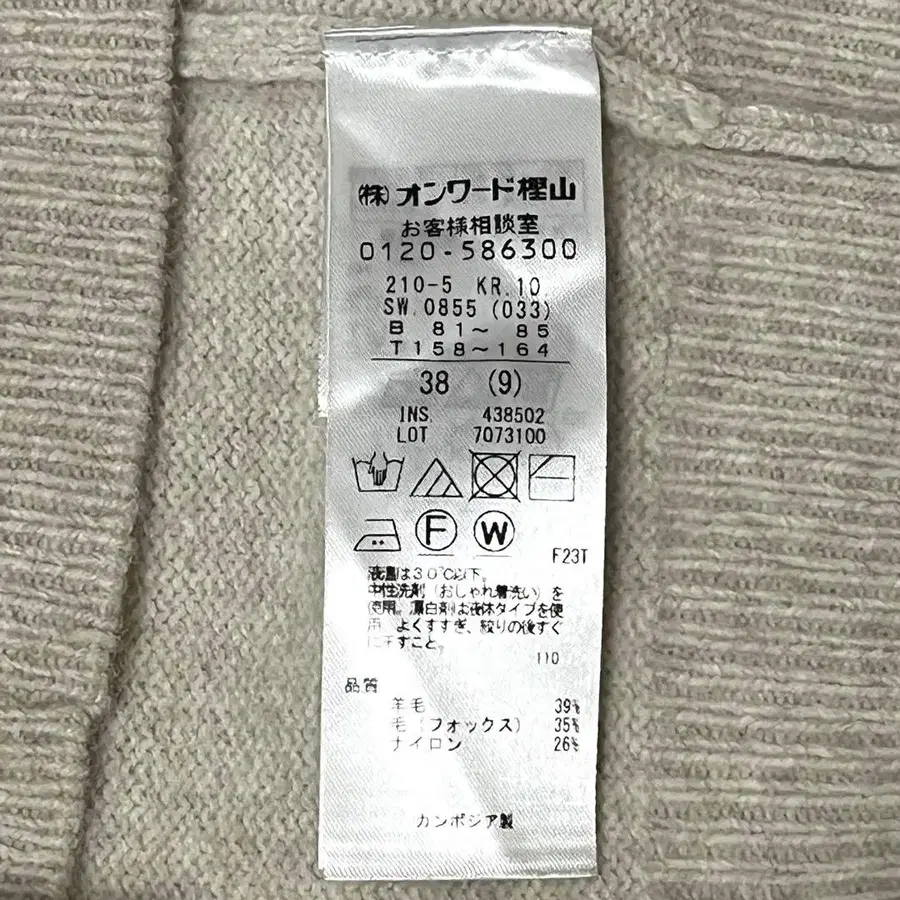 ㈱オンワード樫山
お客様相談室
0120-586300
210-5 KR.10
SW.0855 (033)
B 81～ 85
T158～164
38 (9)
INS. 438502
LOT 7073100
F
W
F23T
液温は30℃以下。
中性洗剤（おしゃれ着洗い）を
使用。漂白剤は液体タイプを使
用。よくすすぎ、絞りの後すぐ
に干すこと。
110
品質
羊毛 39%
毛（フォックス） 35%
ナイロン 26%
カンボジア製